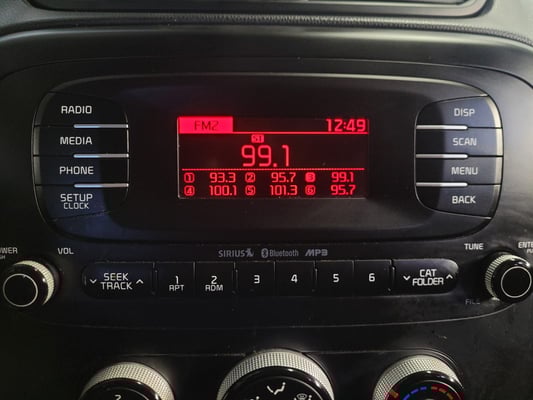 RADIO
MEDIA
PHONE
SETUP
CLOCK
FM2 12:49
99.1
① 93.3 ② 95.7 ❸ 99.1
④ 100.1 ⑤ 101.3 ⑥ 95.7
DISP
SCAN
MENU
BACK
VOL
SIRIUS Bluetooth MP3
TUNE
SEEK
TRACK
1
RPT
2
RDM
3
4
5
6
CAT
FOLDER
FILE